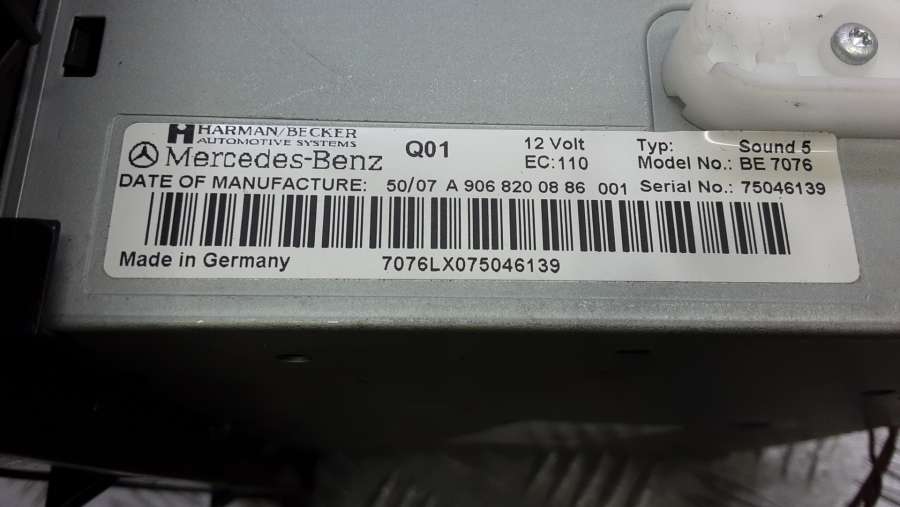 HARMAN/BECKER
AUTOMOTIVE SYSTEMS
Mercedes-Benz Q01 12 Volt Typ: Sound 5
EC:110 Model No.: BE 7076
DATE OF MANUFACTURE: 50/07 A 906 820 08 86 001 Serial No.: 75046139
Made in Germany 7076LX075046139